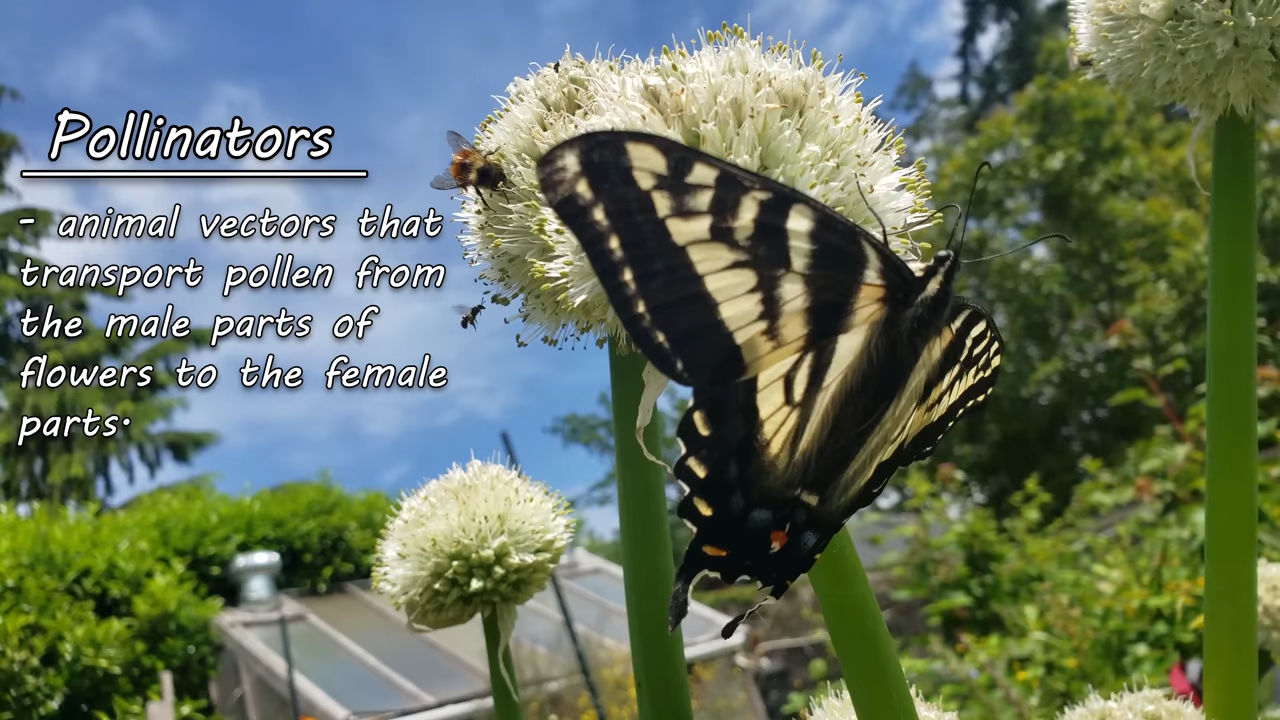 Pollinators
- animal vectors that
transport pollen from
the male parts of
flowers to the female
parts.